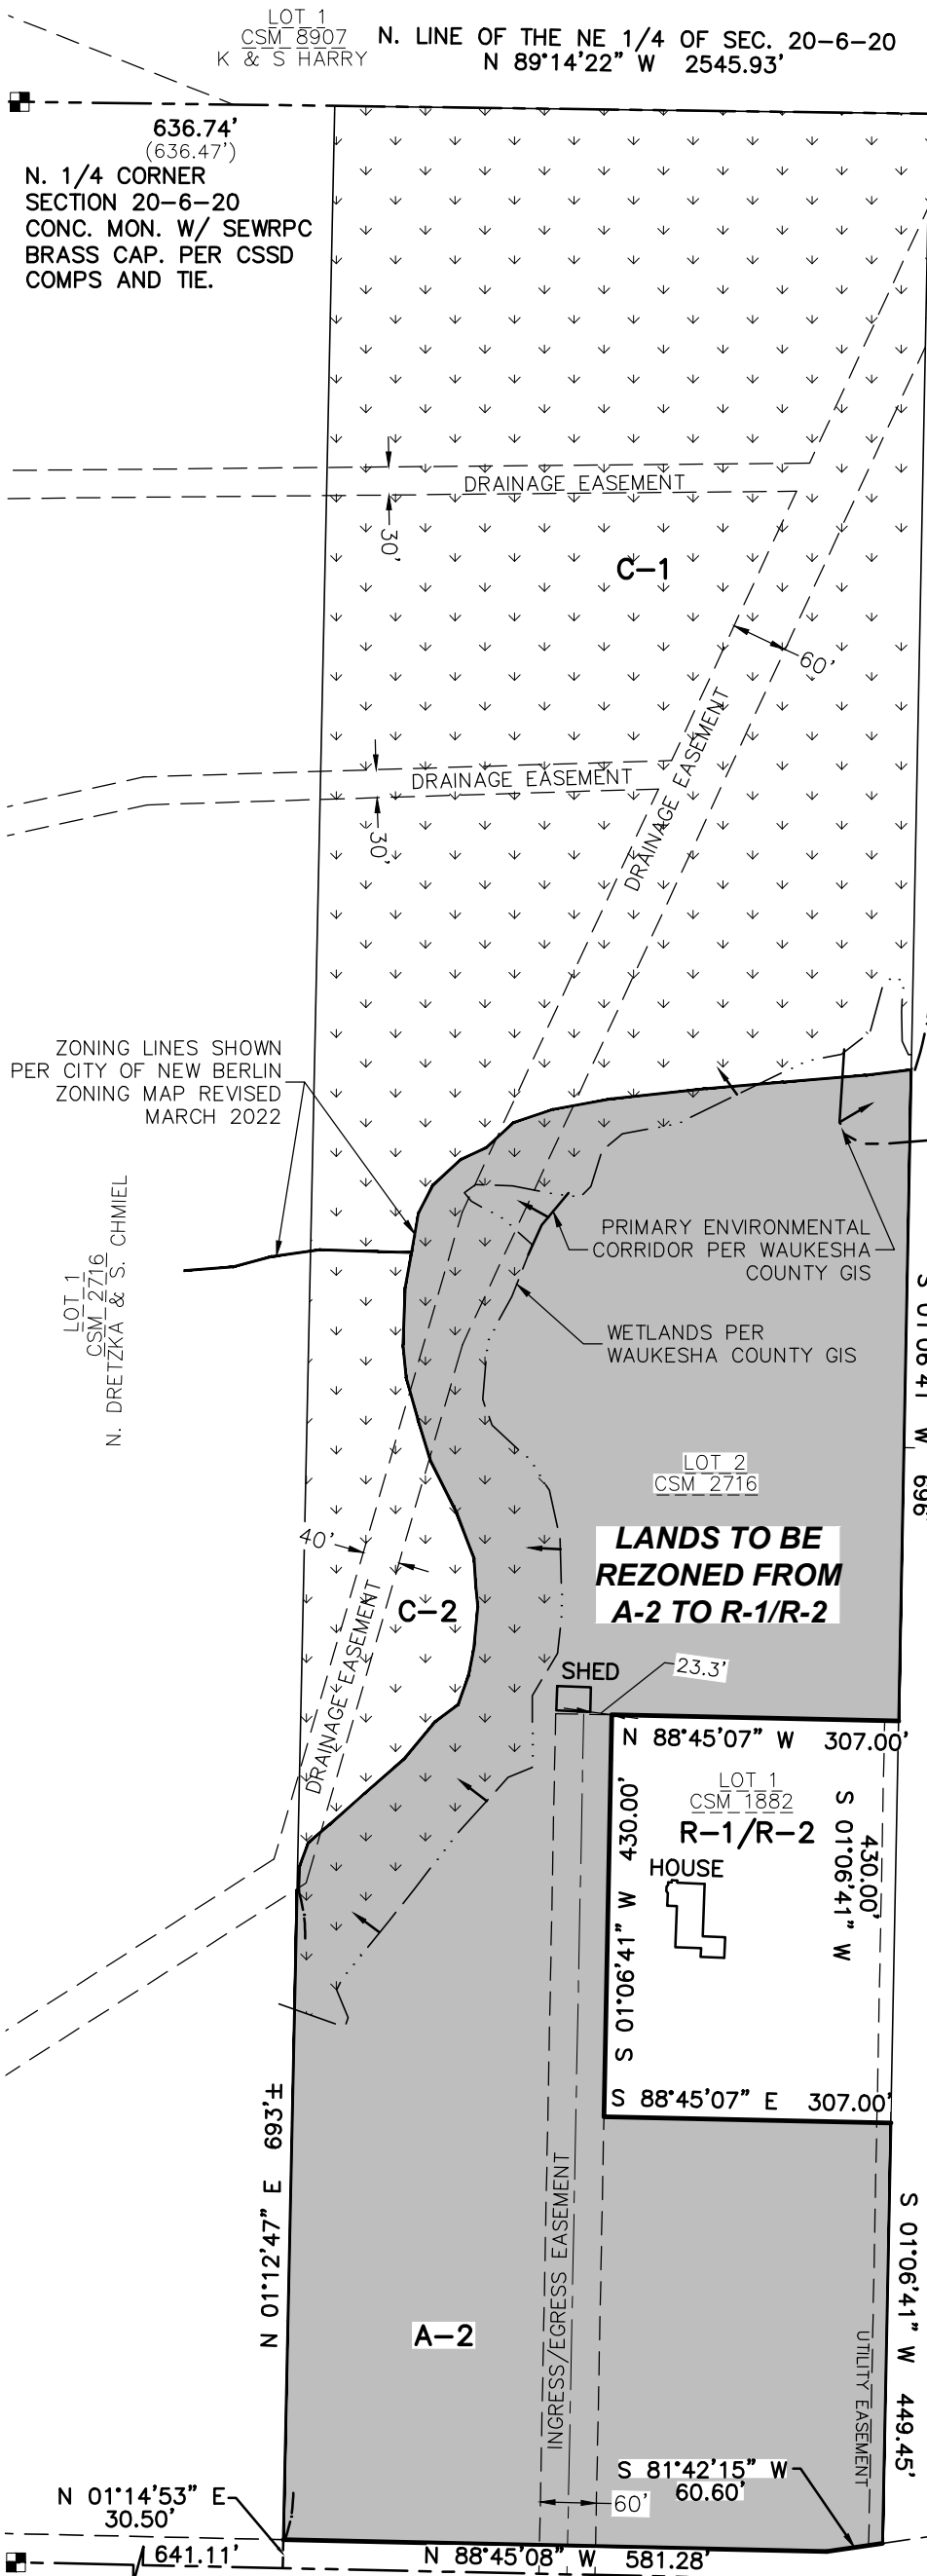 LOT 1
CSM 8907
K & S HARRY
N. LINE OF THE NE 1/4 OF SEC. 20-6-20
N 89°14'22" W 2545.93'
636.74'
(636.47')
N. 1/4 CORNER
SECTION 20-6-20
CONC. MON. W/ SEWRPC
BRASS CAP. PER CSSD
COMPS AND TIE.
DRAINAGE EASEMENT
30'
C-1
60'
DRAINAGE EASEMENT
DRAINAGE EASEMENT
30'
ZONING LINES SHOWN
PER CITY OF NEW BERLIN
ZONING MAP REVISED
MARCH 2022
LOT 1
CSM 2716
N. DRETZKA & S. CHMIEL
PRIMARY ENVIRONMENTAL
CORRIDOR PER WAUKESHA
COUNTY GIS
WETLANDS PER
WAUKESHA COUNTY GIS
S 01°06'41" W 696
LOT 2
CSM 2716
LANDS TO BE
REZONED FROM
A-2 TO R-1/R-2
40'
C-2
DRAINAGE EASEMENT
SHED
23.3'
N 88°45'07" W 307.00'
LOT 1
CSM 1882
R-1/R-2
HOUSE
S 01°06'41" W 430.00'
430.00'
S 01°06'41" W
S 88°45'07" E 307.00'
N 01°12'47" E 693'±
INGRESS/EGRESS EASEMENT
A-2
UTILITY EASEMENT
S 01°06'41" W 449.45'
S 81°42'15" W
60.60'
60'
N 01°14'53" E
30.50'
641.11'
N 88°45'08" W 581.28'